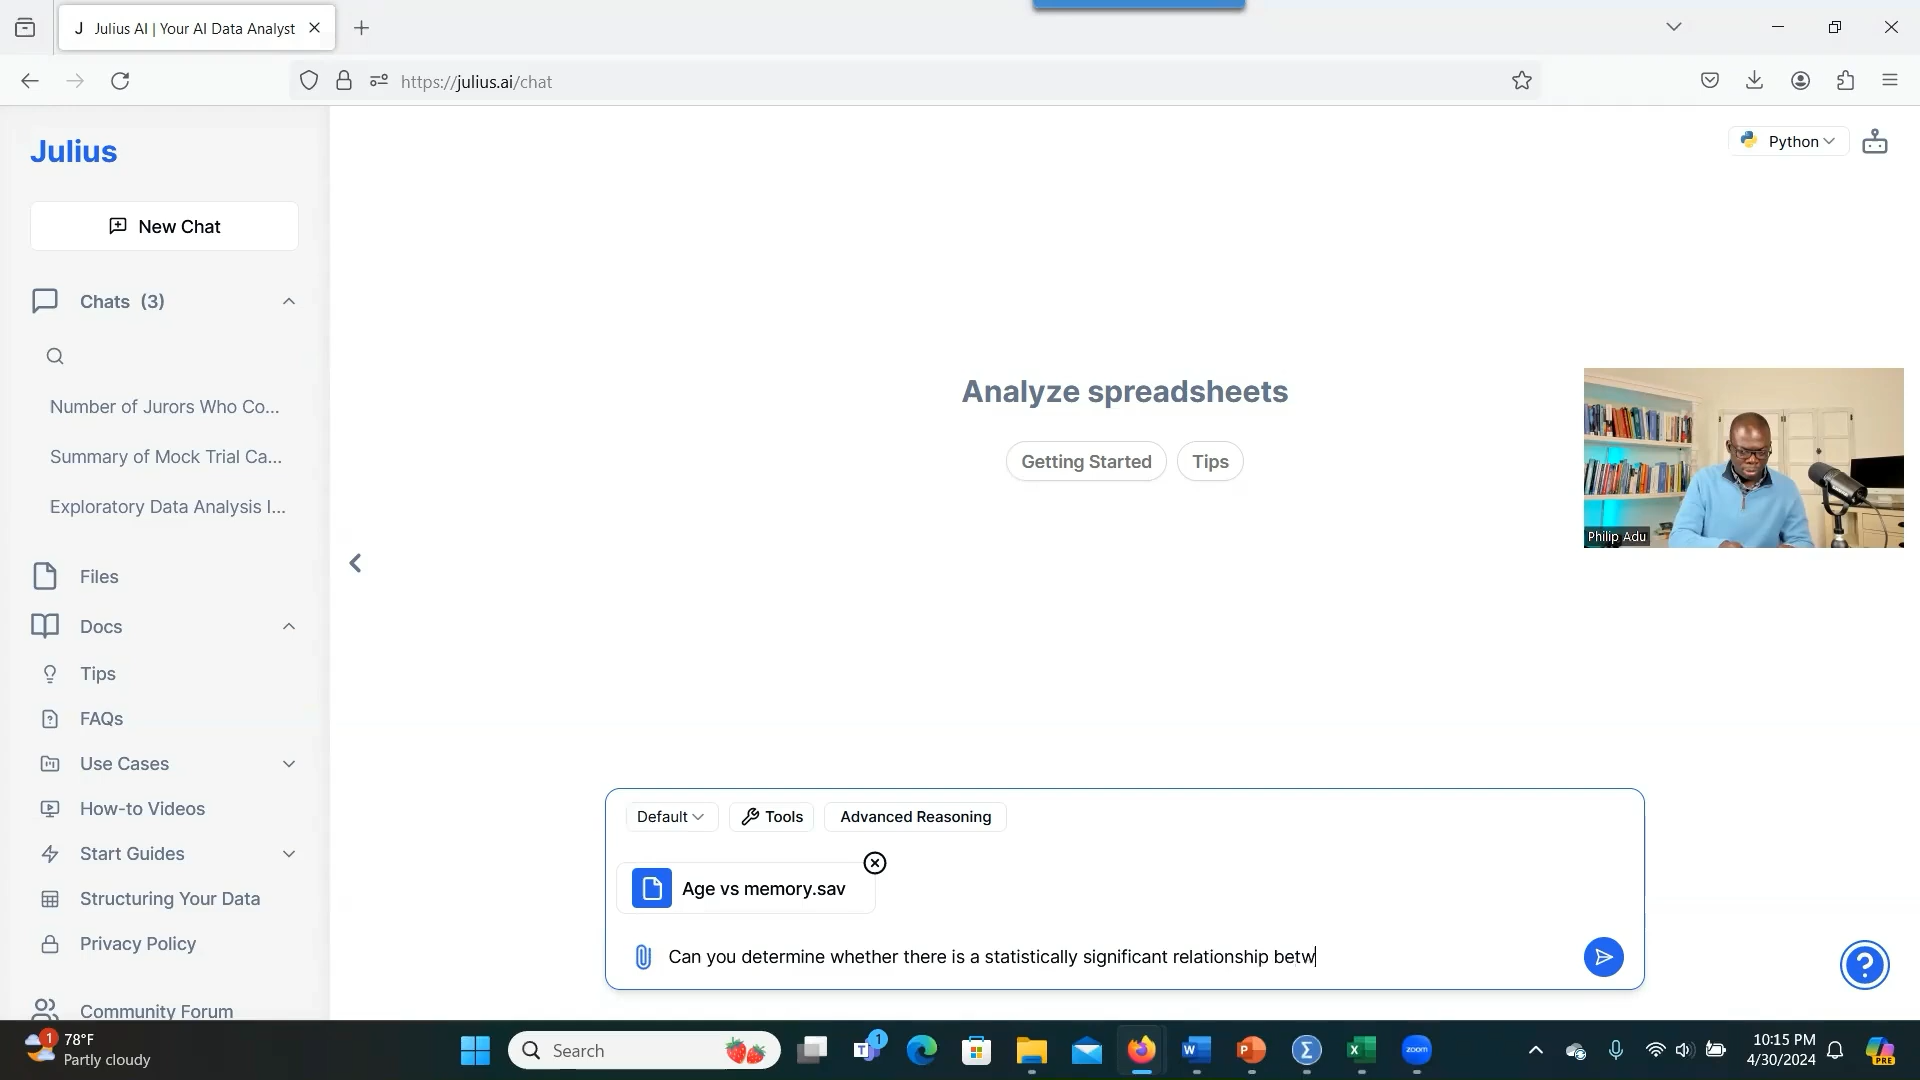 J Julius AI | Your AI Data Analyst
https://julius.ai/chat
Julius
Python
New Chat
Chats (3)
Number of Jurors Who Co...
Summary of Mock Trial Ca...
Exploratory Data Analysis I...
Files
Docs
Tips
FAQs
Use Cases
How-to Videos
Start Guides
Structuring Your Data
Privacy Policy
Community Forum
Analyze spreadsheets
Getting Started
Tips
Philip Adu
Default
Tools
Advanced Reasoning
Age vs memory.sav
Can you determine whether there is a statistically significant relationship betw
1
78°F
Partly cloudy
Search
T
1
W
P
Σ
X
zoom
10:15 PM
4/30/2024
PRE